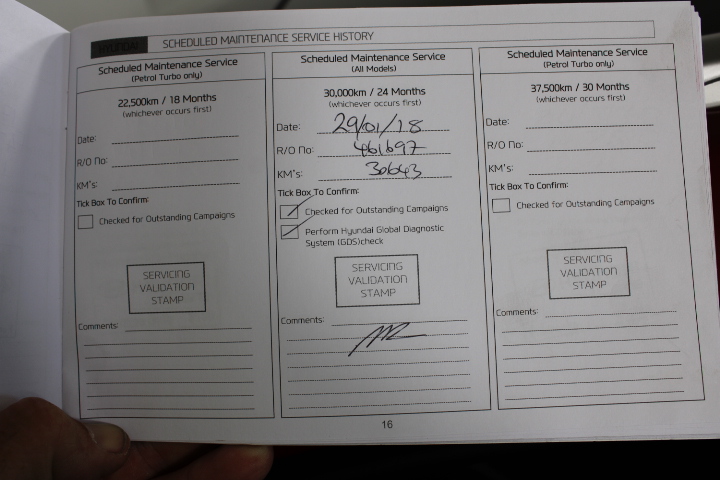 HYUNDAI
SCHEDULED MAINTENANCE SERVICE HISTORY
Scheduled Maintenance Service
(Petrol Turbo only)
22,500km / 18 Months
(whichever occurs first)
Date:
R/O No:
KM's:
Tick Box To Confirm:
Checked for Outstanding Campaigns
SERVICING
VALIDATION
STAMP
Comments:
Scheduled Maintenance Service
(All Models)
30,000km / 24 Months
(whichever occurs first)
Date: 29/01/18
R/O No: 461697
KM's: 30643
Tick Box To Confirm:
Checked for Outstanding Campaigns
Perform Hyundai Global Diagnostic
System (GDS)check
SERVICING
VALIDATION
STAMP
Comments:
Scheduled Maintenance Service
(Petrol Turbo only)
37,500km / 30 Months
(whichever occurs first)
Date:
R/O No:
KM's:
Tick Box To Confirm:
Checked for Outstanding Campaigns
SERVICING
VALIDATION
STAMP
Comments:
16